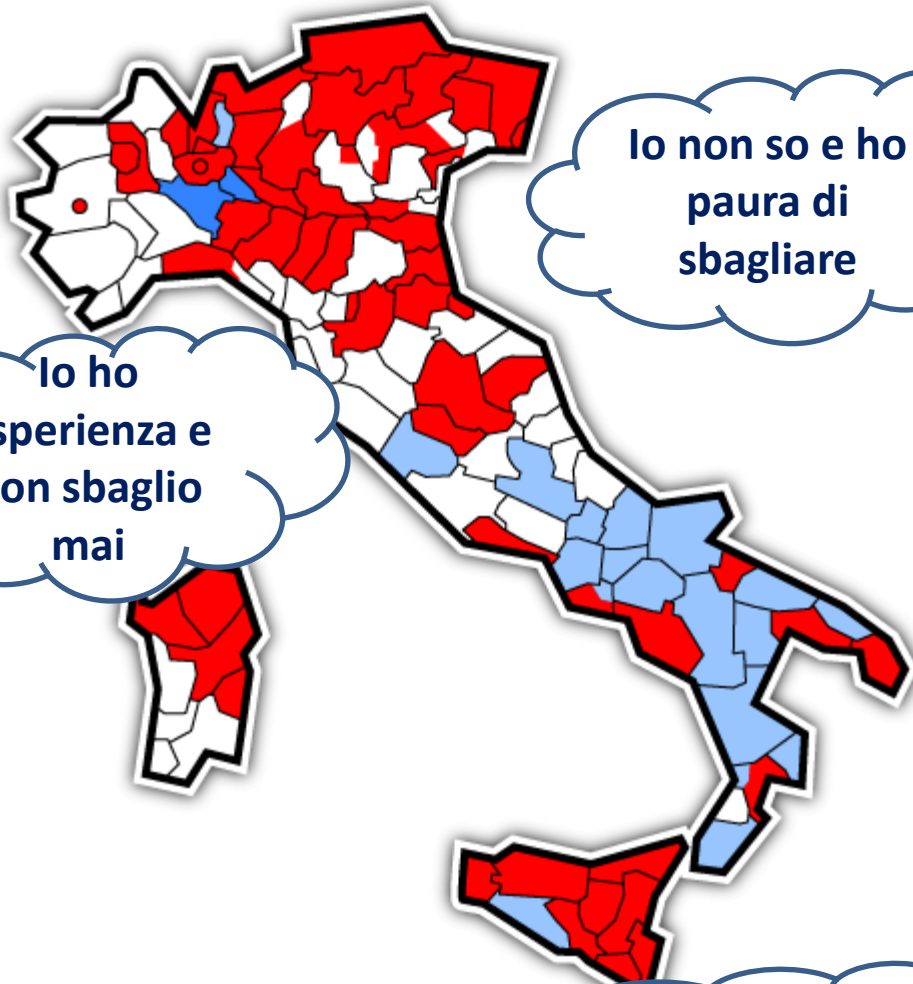 Io non so e ho
paura di
sbagliare
Io ho
sperienza e
on sbaglio
mai